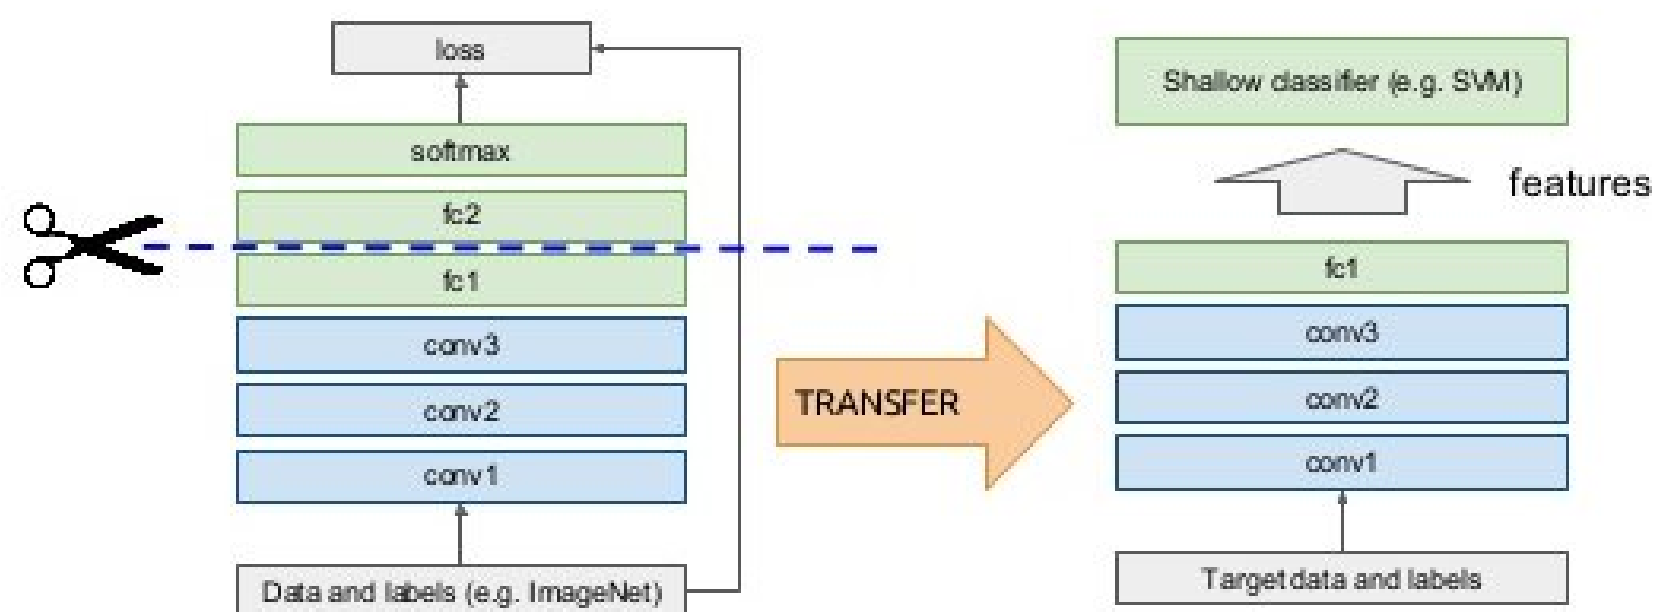 loss
softmax
fc2
fc1
conv3
conv2
conv1
Data and labels (e.g. ImageNet)
TRANSFER
Shallow classifier (e.g. SVM)
features
fc1
conv3
conv2
conv1
Target data and labels